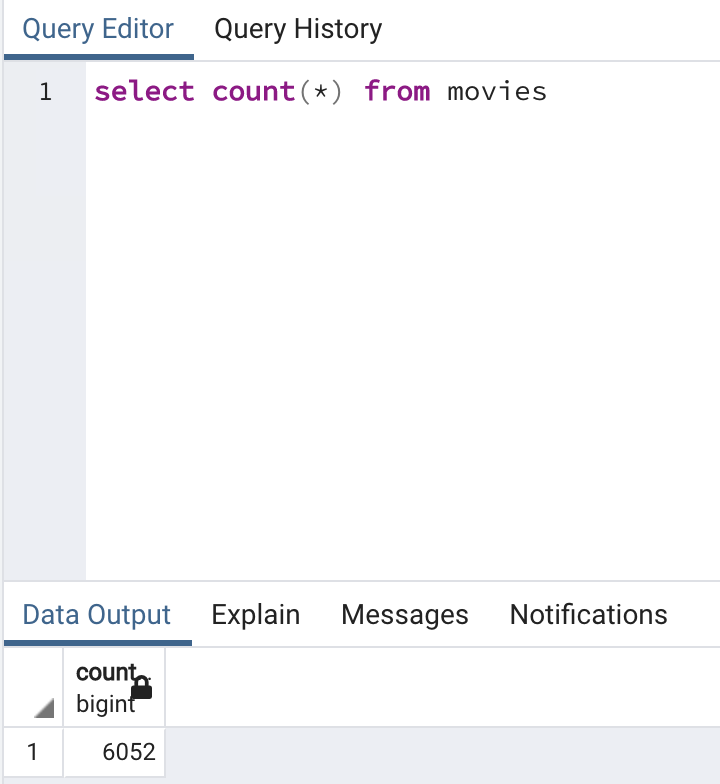 Query Editor Query History
1 select count(*) from movies
Data Output Explain Messages Notifications
count
bigint
1 6052